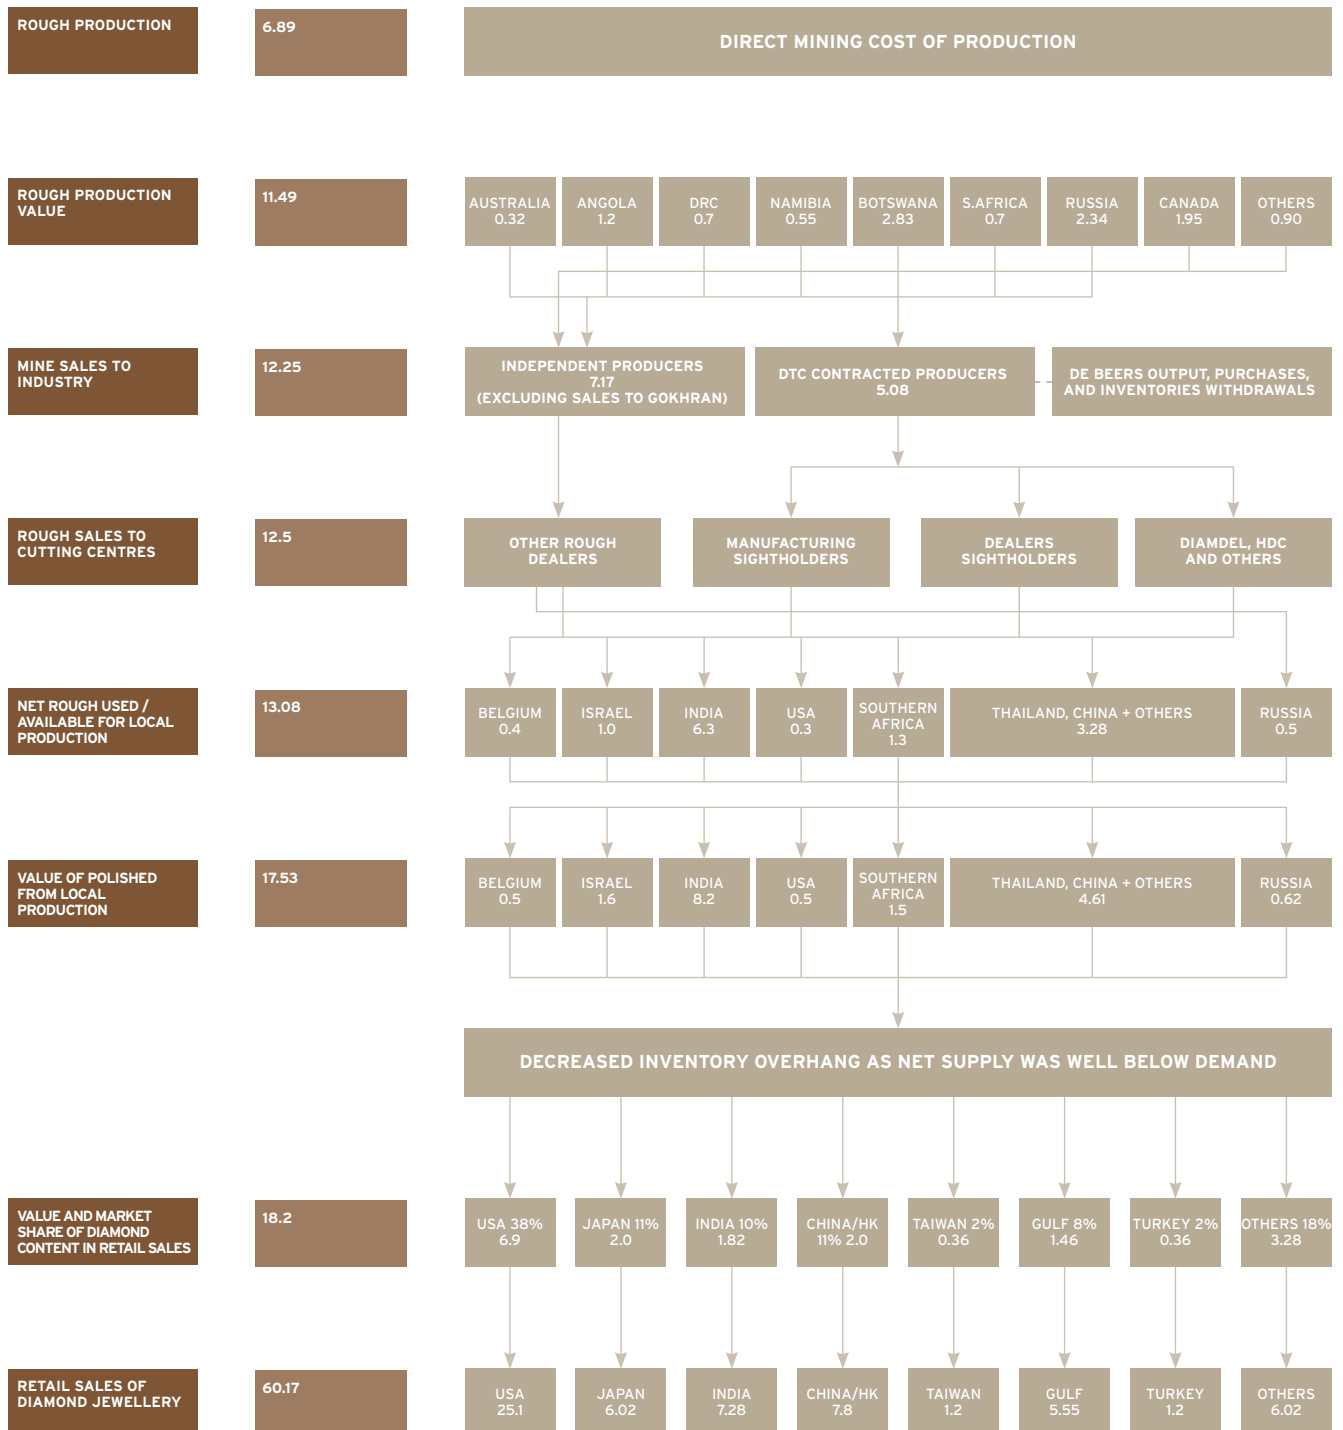 ROUGH PRODUCTION
6.89
DIRECT MINING COST OF PRODUCTION
ROUGH PRODUCTION
VALUE
11.49
AUSTRALIA
0.32
ANGOLA
1.2
DRC
0.7
NAMIBIA
0.55
BOTSWANA
2.83
S.AFRICA
0.7
RUSSIA
2.34
CANADA
1.95
OTHERS
0.90
MINE SALES TO
INDUSTRY
12.25
INDEPENDENT PRODUCERS
7.17
(EXCLUDING SALES TO GOKHRAN)
DTC CONTRACTED PRODUCERS
5.08
DE BEERS OUTPUT, PURCHASES,
AND INVENTORIES WITHDRAWALS
ROUGH SALES TO
CUTTING CENTRES
12.5
OTHER ROUGH
DEALERS
MANUFACTURING
SIGHTHOLDERS
DEALERS
SIGHTHOLDERS
DIAMDEL, HDC
AND OTHERS
NET ROUGH USED /
AVAILABLE FOR LOCAL
PRODUCTION
13.08
BELGIUM
0.4
ISRAEL
1.0
INDIA
6.3
USA
0.3
SOUTHERN
AFRICA
1.3
THAILAND, CHINA + OTHERS
3.28
RUSSIA
0.5
VALUE OF POLISHED
FROM LOCAL
PRODUCTION
17.53
BELGIUM
0.5
ISRAEL
1.6
INDIA
8.2
USA
0.5
SOUTHERN
AFRICA
1.5
THAILAND, CHINA + OTHERS
4.61
RUSSIA
0.62
DECREASED INVENTORY OVERHANG AS NET SUPPLY WAS WELL BELOW DEMAND
VALUE AND MARKET
SHARE OF DIAMOND
CONTENT IN RETAIL SALES
18.2
USA 38%
6.9
JAPAN 11%
2.0
INDIA 10%
1.82
CHINA/HK
11% 2.0
TAIWAN 2%
0.36
GULF 8%
1.46
TURKEY 2%
0.36
OTHERS 18%
3.28
RETAIL SALES OF
DIAMOND JEWELLERY
60.17
USA
25.1
JAPAN
6.02
INDIA
7.28
CHINA/HK
7.8
TAIWAN
1.2
GULF
5.55
TURKEY
1.2
OTHERS
6.02